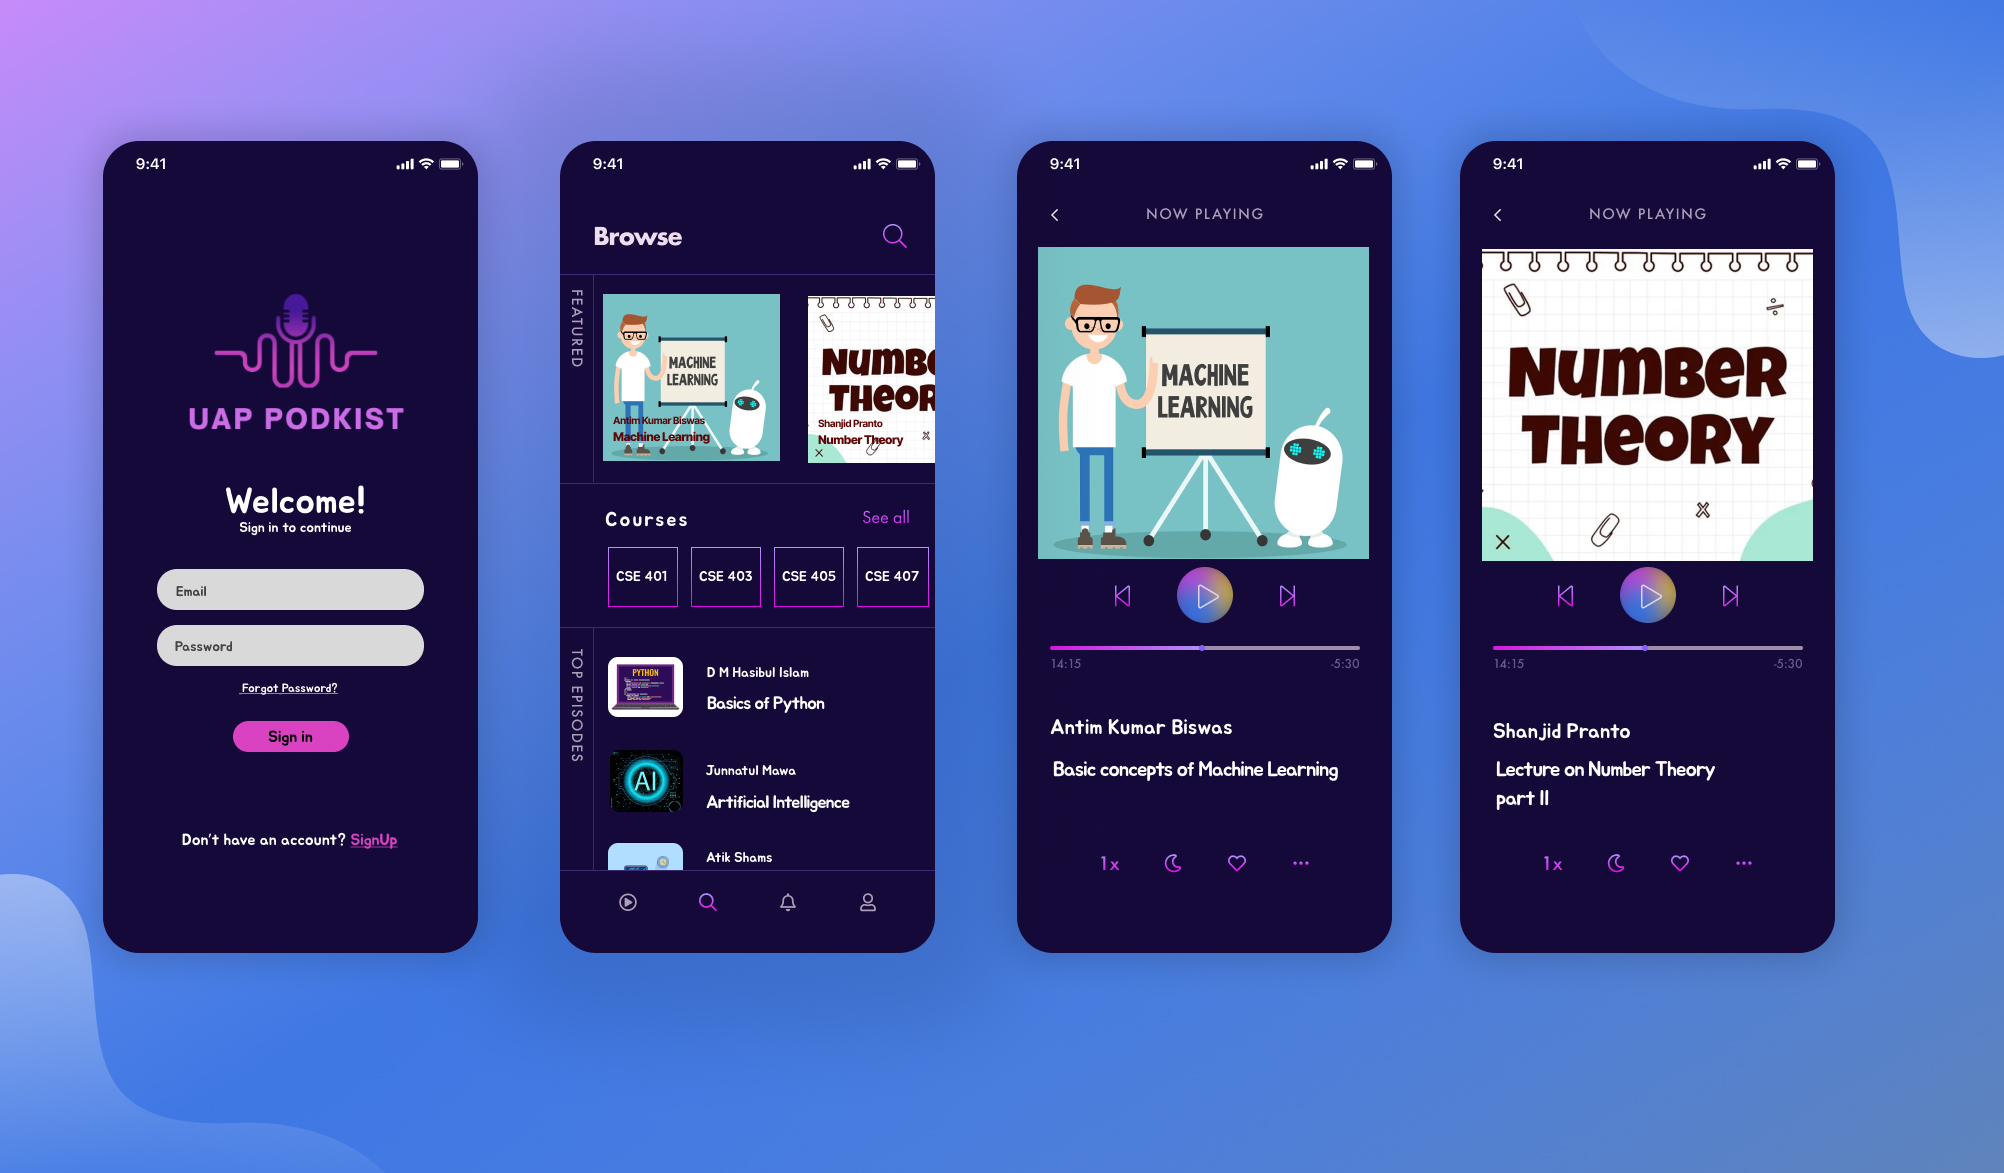 9:41
UAP PODKIST
Welcome!
Sign in to continue
Email
Password
Forgot Password?
Sign in
Don't have an account? SignUp
9:41
Browse
FEATURED
MACHINE
LEARNING
Antim Kumar Biswas
Machine Learning
NUMBE
THEOR
Shanjid Pranto
Number Theory
Courses
See all
CSE 401
CSE 403
CSE 405
CSE 407
TOP EPISODES
PYTHON
D M Hasibul Islam
Basics of Python
AI
Junnatul Mawa
Artificial Intelligence
Atik Shams
9:41
NOW PLAYING
MACHINE
LEARNING
14:15
-5:30
Antim Kumar Biswas
Basic concepts of Machine Learning
1x
9:41
NOW PLAYING
NUMBER
THEORY
14:15
-5:30
Shanjid Pranto
Lecture on Number Theory
part II
1x